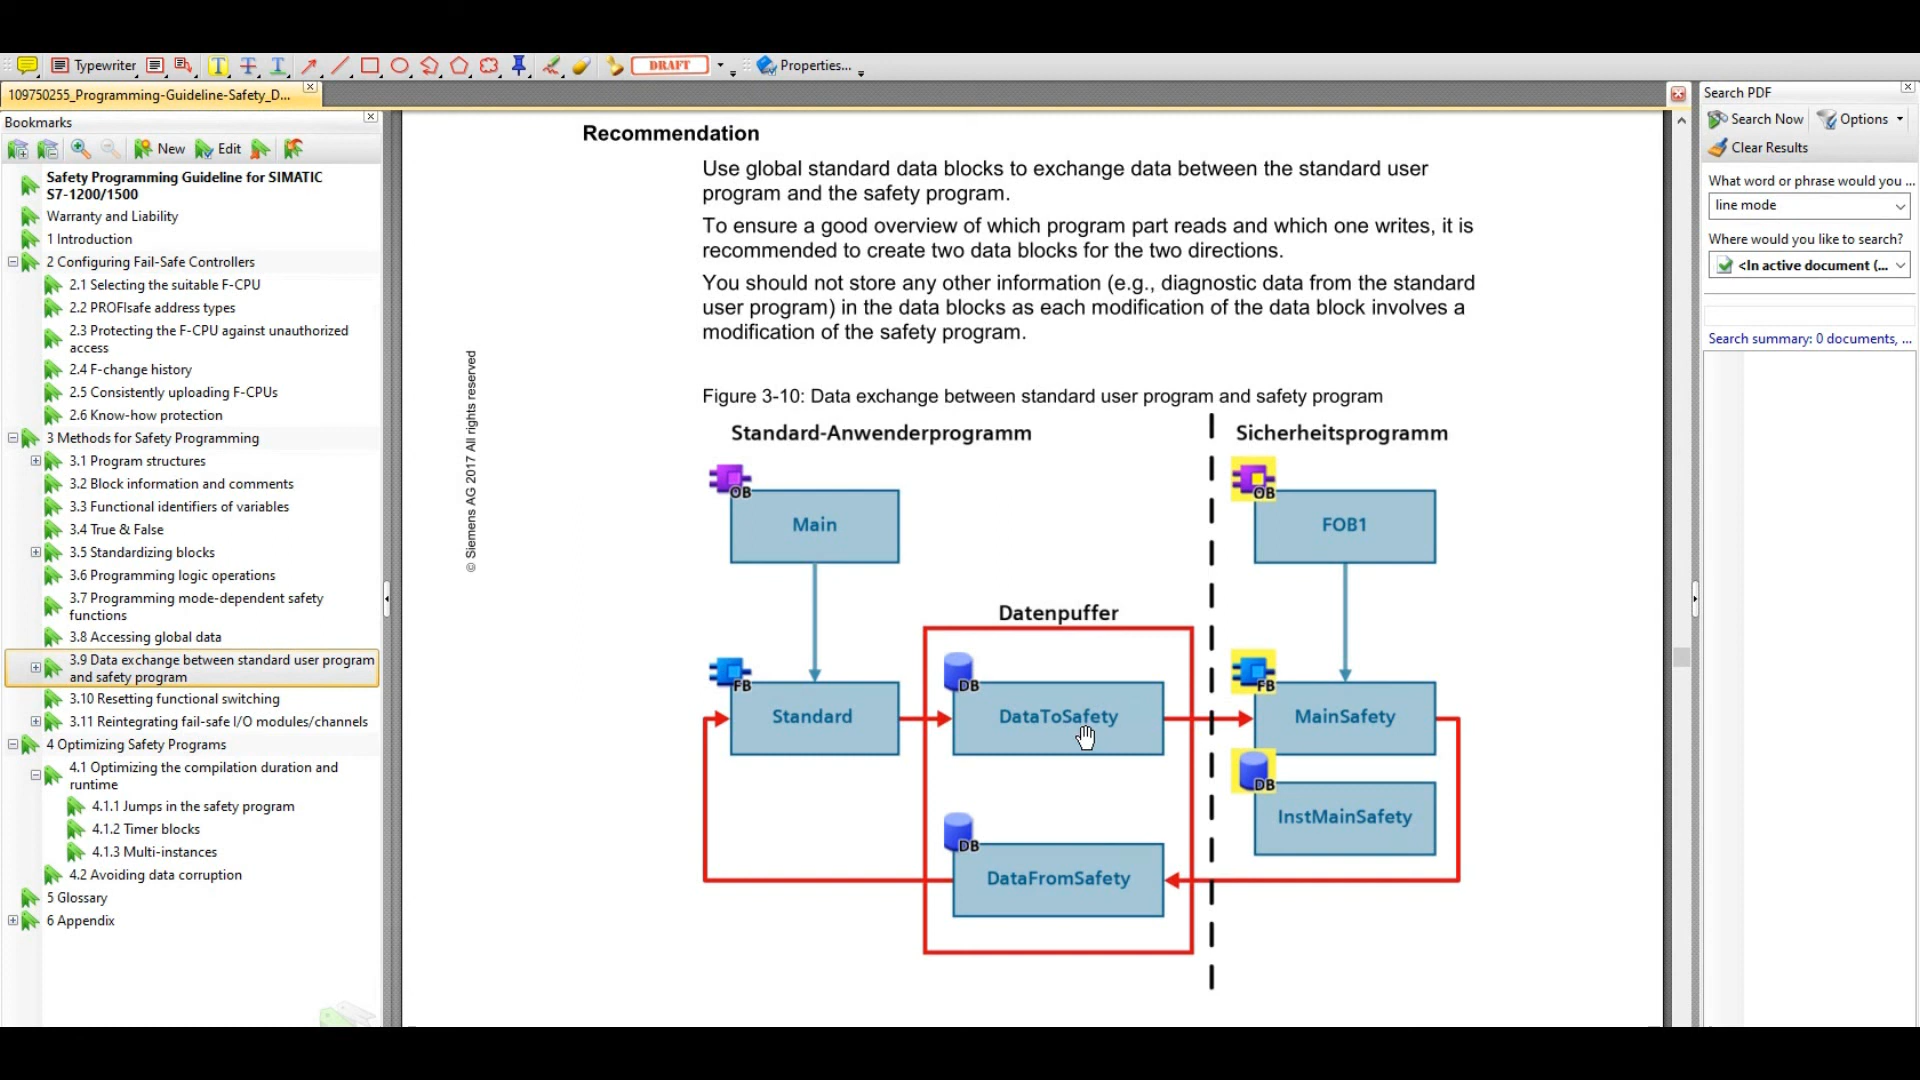 Typewriter
T
T
T
DRAFT
Properties...
109750255_Programming-Guideline-Safety_D...
Bookmarks
New
Edit
Safety Programming Guideline for SIMATIC
S7-1200/1500
Warranty and Liability
1 Introduction
2 Configuring Fail-Safe Controllers
2.1 Selecting the suitable F-CPU
2.2 PROFIsafe address types
2.3 Protecting the F-CPU against unauthorized
access
2.4 F-change history
2.5 Consistently uploading F-CPUs
2.6 Know-how protection
3 Methods for Safety Programming
3.1 Program structures
3.2 Block information and comments
3.3 Functional identifiers of variables
3.4 True & False
3.5 Standardizing blocks
3.6 Programming logic operations
3.7 Programming mode-dependent safety
functions
3.8 Accessing global data
3.9 Data exchange between standard user program
and safety program
3.10 Resetting functional switching
3.11 Reintegrating fail-safe I/O modules/channels
4 Optimizing Safety Programs
4.1 Optimizing the compilation duration and
runtime
4.1.1 Jumps in the safety program
4.1.2 Timer blocks
4.1.3 Multi-instances
4.2 Avoiding data corruption
5 Glossary
6 Appendix
© Siemens AG 2017 All rights reserved
Recommendation
Use global standard data blocks to exchange data between the standard user
program and the safety program.
To ensure a good overview of which program part reads and which one writes, it is
recommended to create two data blocks for the two directions.
You should not store any other information (e.g., diagnostic data from the standard
user program) in the data blocks as each modification of the data block involves a
modification of the safety program.
Figure 3-10: Data exchange between standard user program and safety program
Standard-Anwenderprogramm
Sicherheitsprogramm
OB
Main
OB
FOB1
Datenpuffer
FB
Standard
DB
DataToSafety
FB
MainSafety
DB
InstMainSafety
DB
DataFromSafety
Search PDF
Search Now
Options
Clear Results
What word or phrase would you ...
line mode
Where would you like to search?
<In active document (...
Search summary: 0 documents, ...